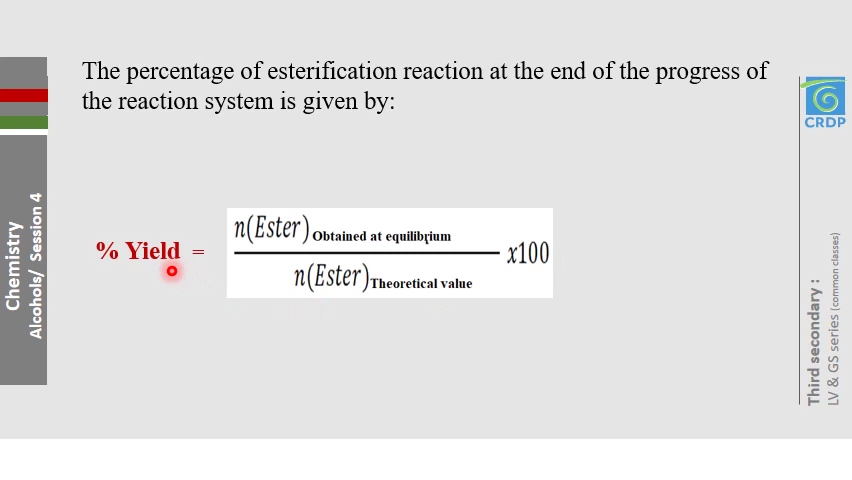 The percentage of esterification reaction at the end of the progress of
the reaction system is given by:
CRDP
Chemistry
Alcohols/ Session 4
% Yield =
n(Ester) Obtained at equilibrium
n(Ester) Theoretical value
x100
Third secondary :
LV & GS series (common classes)